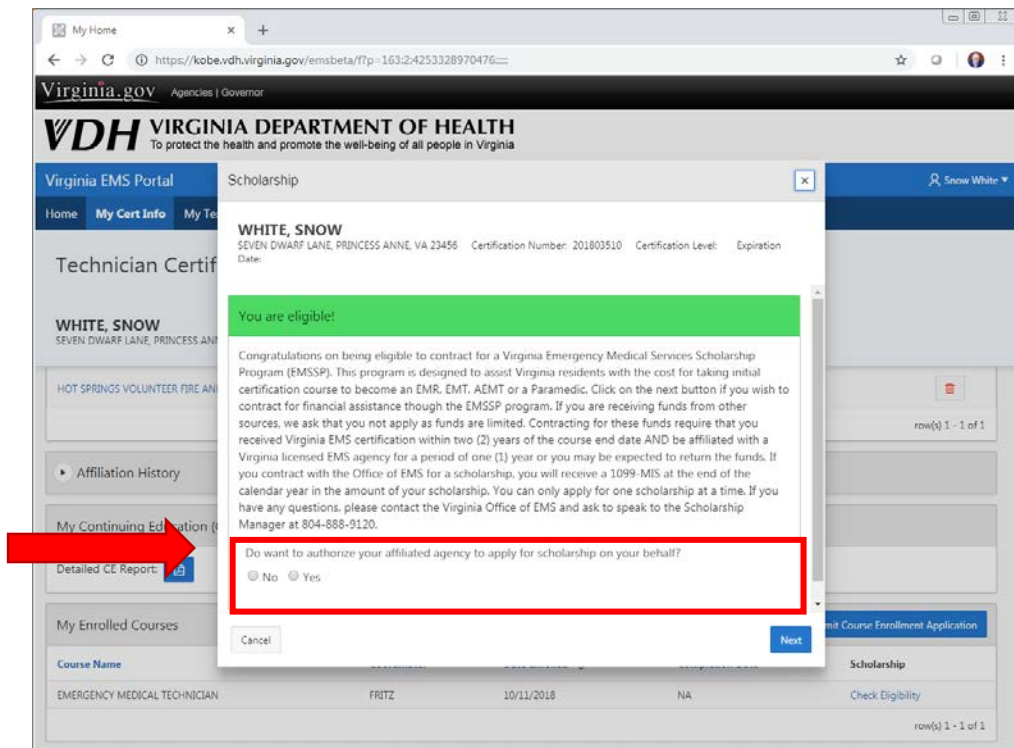 My Home
https://kobe.vdh.virginia.gov/emsbeta/f?p=163:2:4253328970476:::::
Virginia.gov Agencies | Governor
VDH VIRGINIA DEPARTMENT OF HEALTH
To protect the health and promote the well-being of all people in Virginia
Virginia EMS Portal
Scholarship
Snow White
Home My Cert Info My Te
WHITE, SNOW
SEVEN DWARF LANE, PRINCESS ANNE, VA 23456 Certification Number: 201803510 Certification Level: Expiration
Date:
Technician Certif
You are eligible!
WHITE, SNOW
SEVEN DWARF LANE, PRINCESS ANN
Congratulations on being eligible to contract for a Virginia Emergency Medical Services Scholarship
Program (EMSSP). This program is designed to assist Virginia residents with the cost for taking initial
certification course to become an EMR, EMT, AEMT or a Paramedic. Click on the next button if you wish to
contract for financial assistance though the EMSSP program. If you are receiving funds from other
sources, we ask that you not apply as funds are limited. Contracting for these funds require that you
received Virginia EMS certification within two (2) years of the course end date AND be affiliated with a
Virginia licensed EMS agency for a period of one (1) year or you may be expected to return the funds. If
you contract with the Office of EMS for a scholarship, you will receive a 1099-MIS at the end of the
calendar year in the amount of your scholarship. You can only apply for one scholarship at a time. If you
have any questions, please contact the Virginia Office of EMS and ask to speak to the Scholarship
Manager at 804-888-9120.
HOT SPRINGS VOLUNTEER FIRE AN
row(s) 1 - 1 of 1
Affiliation History
My Continuing Education (
Do want to authorize your affiliated agency to apply for scholarship on your behalf?
No Yes
Detailed CE Report:
My Enrolled Courses
Cancel
Next
mit Course Enrollment Application
Course Name
Scholarship
EMERGENCY MEDICAL TECHNICIAN FRITZ 10/11/2018 NA Check Eligibility
row(s) 1 - 1 of 1